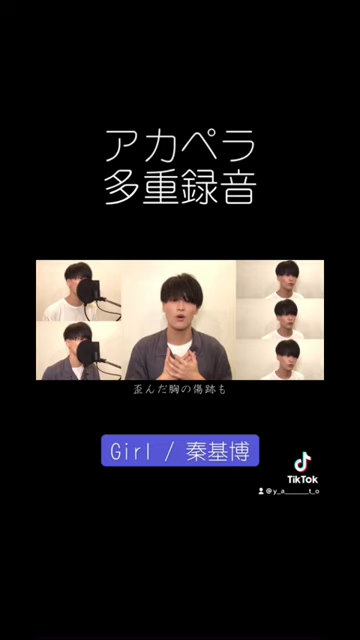 アカペラ
多重録音
歪んだ胸の傷跡も
Girl / 秦基博
TikTok
@y_a______t_o